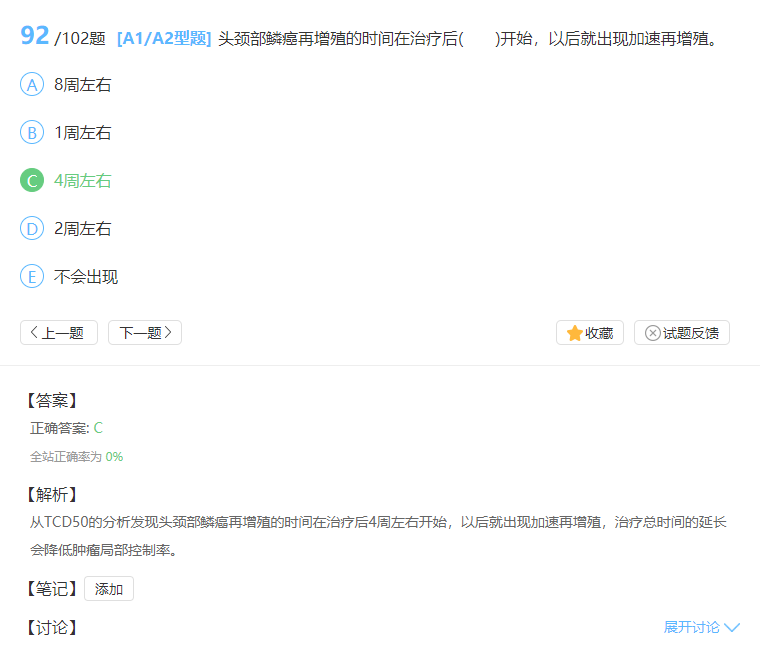 92 /102题 [A1/A2型题] 头颈部鳞癌再增殖的时间在治疗后( )开始，以后就出现加速再增殖。
A 8周左右
B 1周左右
C 4周左右
D 2周左右
E 不会出现
上一题 下一题 收藏 试题反馈
【答案】
正确答案: C
全站正确率为 0%
【解析】
从TCD50的分析发现头颈部鳞癌再增殖的时间在治疗后4周左右开始，以后就出现加速再增殖，治疗总时间的延长
会降低肿瘤局部控制率。
【笔记】 添加
【讨论】 展开讨论